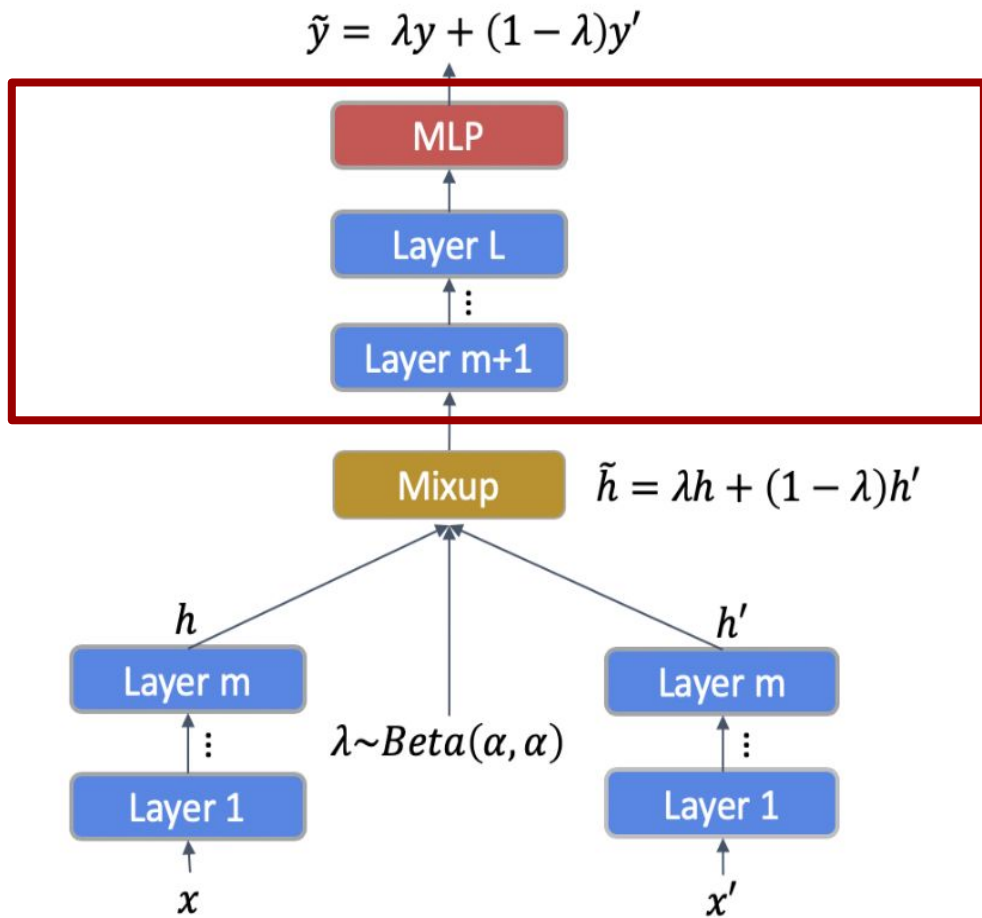 ỹ = λy + (1 − λ)y′
MLP
Layer L
⋮
Layer m+1
Mixup
h̃ = λh + (1 − λ)h′
h
h′
Layer m
Layer m
⋮
⋮
λ~Beta(α, α)
Layer 1
Layer 1
x
x′